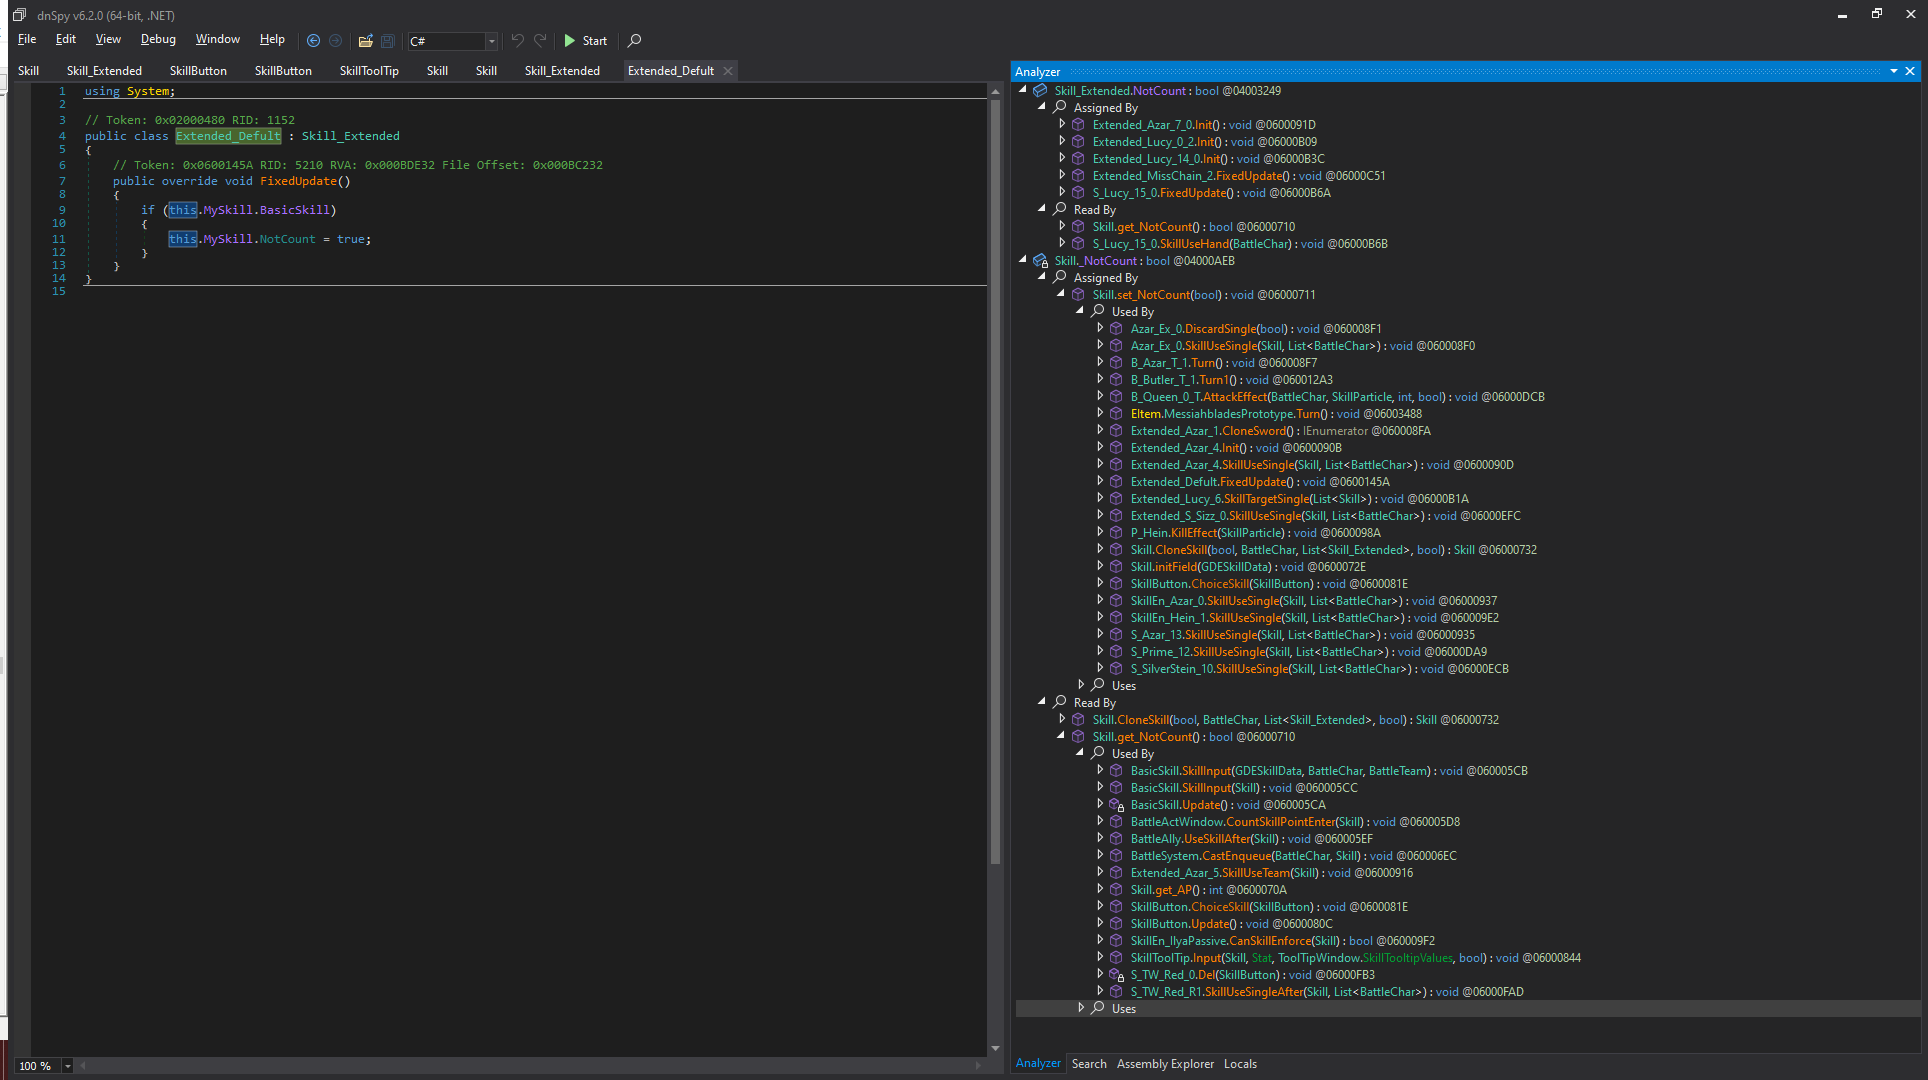 dnSpy v6.2.0 (64-bit, .NET)
File Edit View Debug Window Help C# Start
Skill Skill_Extended SkillButton SkillButton SkillToolTip Skill Skill Skill_Extended Extended_Defult
1 using System;
2
3 // Token: 0x02000480 RID: 1152
4 public class Extended_Defult : Skill_Extended
5 {
6 // Token: 0x0600145A RID: 5210 RVA: 0x000BDE32 File Offset: 0x000BC232
7 public override void FixedUpdate()
8 {
9 if (this.MySkill.BasicSkill)
10 {
11 this.MySkill.NotCount = true;
12 }
13 }
14 }
15
100 %
Analyzer
Skill_Extended.NotCount : bool @04003249
Assigned By
Extended_Azar_7_0.Init() : void @0600091D
Extended_Lucy_0_2.Init() : void @06000B09
Extended_Lucy_14_0.Init() : void @06000B3C
Extended_MissChain_2.FixedUpdate() : void @06000C51
S_Lucy_15_0.FixedUpdate() : void @06000B6A
Read By
Skill.get_NotCount() : bool @06000710
S_Lucy_15_0.SkillUseHand(BattleChar) : void @06000B6B
Skill._NotCount : bool @04000AEB
Assigned By
Skill.set_NotCount(bool) : void @06000711
Used By
Azar_Ex_0.DiscardSingle(bool) : void @060008F1
Azar_Ex_0.SkillUseSingle(Skill, List<BattleChar>) : void @060008F0
B_Azar_T_1.Turn() : void @060008F7
B_Butler_T_1.Turn1() : void @060012A3
B_Queen_0_T.AttackEffect(BattleChar, SkillParticle, int, bool) : void @06000DCB
EItem.MessiahbladesPrototype.Turn() : void @06003488
Extended_Azar_1.CloneSword() : IEnumerator @060008FA
Extended_Azar_4.Init() : void @0600090B
Extended_Azar_4.SkillUseSingle(Skill, List<BattleChar>) : void @0600090D
Extended_Defult.FixedUpdate() : void @0600145A
Extended_Lucy_6.SkillTargetSingle(List<Skill>) : void @06000B1A
Extended_S_Sizz_0.SkillUseSingle(Skill, List<BattleChar>) : void @06000EFC
P_Hein.KillEffect(SkillParticle) : void @0600098A
Skill.CloneSkill(bool, BattleChar, List<Skill_Extended>, bool) : Skill @06000732
Skill.initField(GDESkillData) : void @0600072E
SkillButton.ChoiceSkill(SkillButton) : void @0600081E
SkillEn_Azar_0.SkillUseSingle(Skill, List<BattleChar>) : void @06000937
SkillEn_Hein_1.SkillUseSingle(Skill, List<BattleChar>) : void @060009E2
S_Azar_13.SkillUseSingle(Skill, List<BattleChar>) : void @06000935
S_Prime_12.SkillUseSingle(Skill, List<BattleChar>) : void @06000DA9
S_SilverStein_10.SkillUseSingle(Skill, List<BattleChar>) : void @06000ECB
Uses
Read By
Skill.CloneSkill(bool, BattleChar, List<Skill_Extended>, bool) : Skill @06000732
Skill.get_NotCount() : bool @06000710
Used By
BasicSkill.SkillInput(GDESkillData, BattleChar, BattleTeam) : void @060005CB
BasicSkill.SkillInput(Skill) : void @060005CC
BasicSkill.Update() : void @060005CA
BattleActWindow.CountSkillPointEnter(Skill) : void @060005D8
BattleAlly.UseSkillAfter(Skill) : void @060005EF
BattleSystem.CastEnqueue(BattleChar, Skill) : void @060006EC
Extended_Azar_5.SkillUseTeam(Skill) : void @06000916
Skill.get_AP() : int @0600070A
SkillButton.ChoiceSkill(SkillButton) : void @0600081E
SkillButton.Update() : void @0600080C
SkillEn_IlyaPassive.CanSkillEnforce(Skill) : bool @060009F2
SkillToolTip.Input(Skill, Stat, ToolTipWindow.SkillTooltipValues, bool) : void @06000844
S_TW_Red_0.Del(SkillButton) : void @06000FB3
S_TW_Red_R1.SkillUseSingleAfter(Skill, List<BattleChar>) : void @06000FAD
Uses
Analyzer Search Assembly Explorer Locals